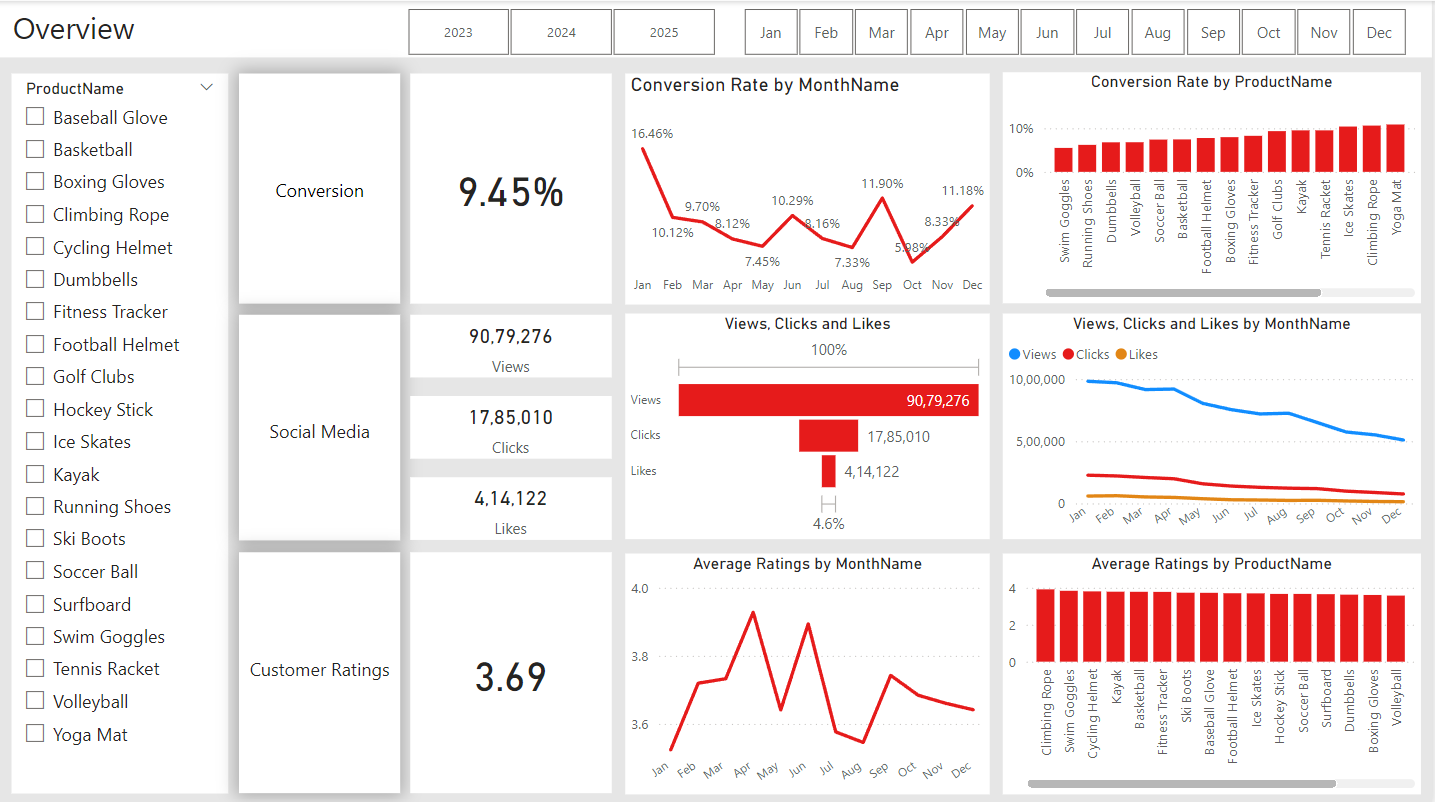 Overview
2023 2024 2025 Jan Feb Mar Apr May Jun Jul Aug Sep Oct Nov Dec
ProductName
Baseball Glove
Basketball
Boxing Gloves
Climbing Rope
Cycling Helmet
Dumbbells
Fitness Tracker
Football Helmet
Golf Clubs
Hockey Stick
Ice Skates
Kayak
Running Shoes
Ski Boots
Soccer Ball
Surfboard
Swim Goggles
Tennis Racket
Volleyball
Yoga Mat
Conversion
9.45%
Conversion Rate by MonthName
16.46%
10.12%
9.70%
8.12%
7.45%
10.29%
8.16%
7.33%
11.90%
5.98%
8.33%
11.18%
Jan Feb Mar Apr May Jun Jul Aug Sep Oct Nov Dec
Conversion Rate by ProductName
10%
0%
Swim Goggles
Running Shoes
Dumbbells
Volleyball
Soccer Ball
Basketball
Football Helmet
Boxing Gloves
Fitness Tracker
Golf Clubs
Kayak
Tennis Racket
Ice Skates
Climbing Rope
Yoga Mat
Social Media
90,79,276
Views
17,85,010
Clicks
4,14,122
Likes
Views, Clicks and Likes
100%
Views 90,79,276
Clicks 17,85,010
Likes 4,14,122
4.6%
Views, Clicks and Likes by MonthName
Views Clicks Likes
10,00,000
5,00,000
0
Jan Feb Mar Apr May Jun Jul Aug Sep Oct Nov Dec
Customer Ratings
3.69
Average Ratings by MonthName
4.0
3.8
3.6
Jan Feb Mar Apr May Jun Jul Aug Sep Oct Nov Dec
Average Ratings by ProductName
4
2
0
Climbing Rope
Swim Goggles
Cycling Helmet
Kayak
Basketball
Fitness Tracker
Ski Boots
Baseball Glove
Football Helmet
Ice Skates
Hockey Stick
Soccer Ball
Surfboard
Dumbbells
Boxing Gloves
Volleyball